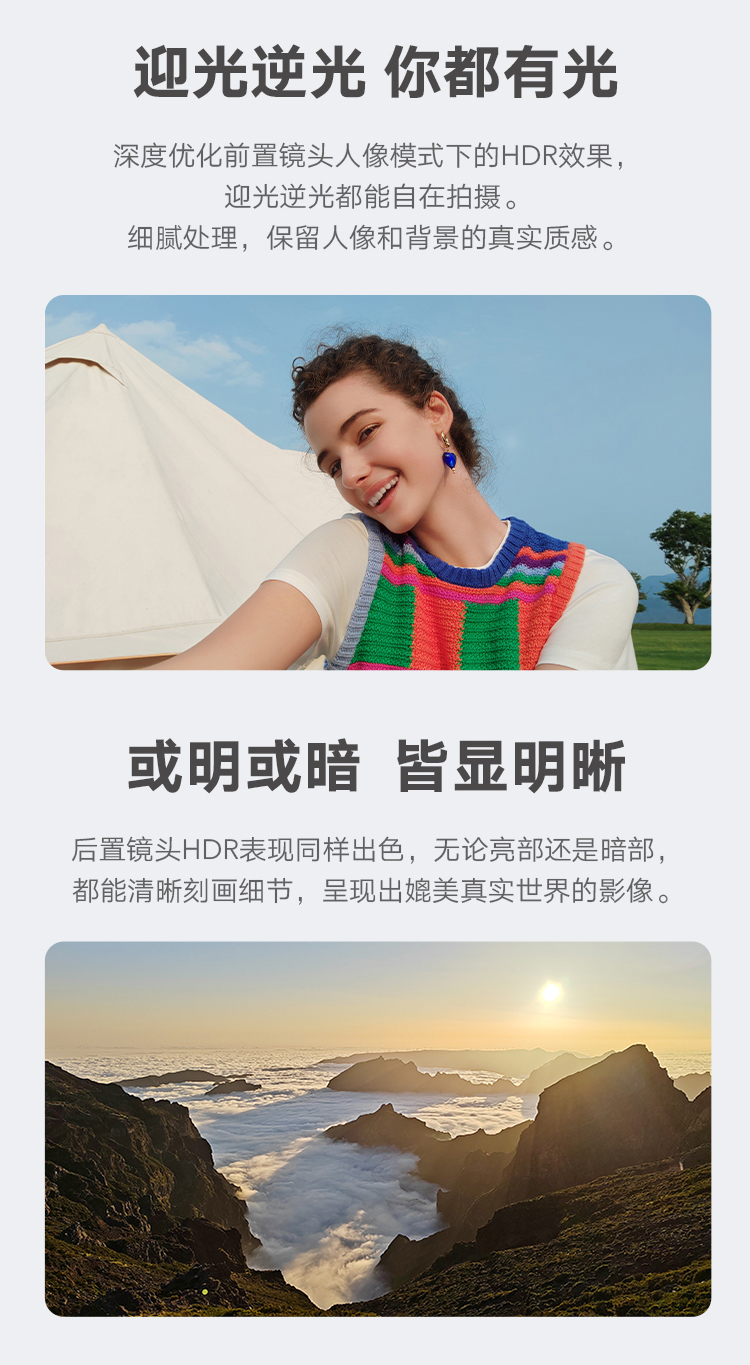 迎光逆光 你都有光
深度优化前置镜头人像模式下的HDR效果，
迎光逆光都能自在拍摄。
细腻处理，保留人像和背景的真实质感。
或明或暗 皆显明晰
后置镜头HDR表现同样出色，无论亮部还是暗部，
都能清晰刻画细节，呈现出媲美真实世界的影像。